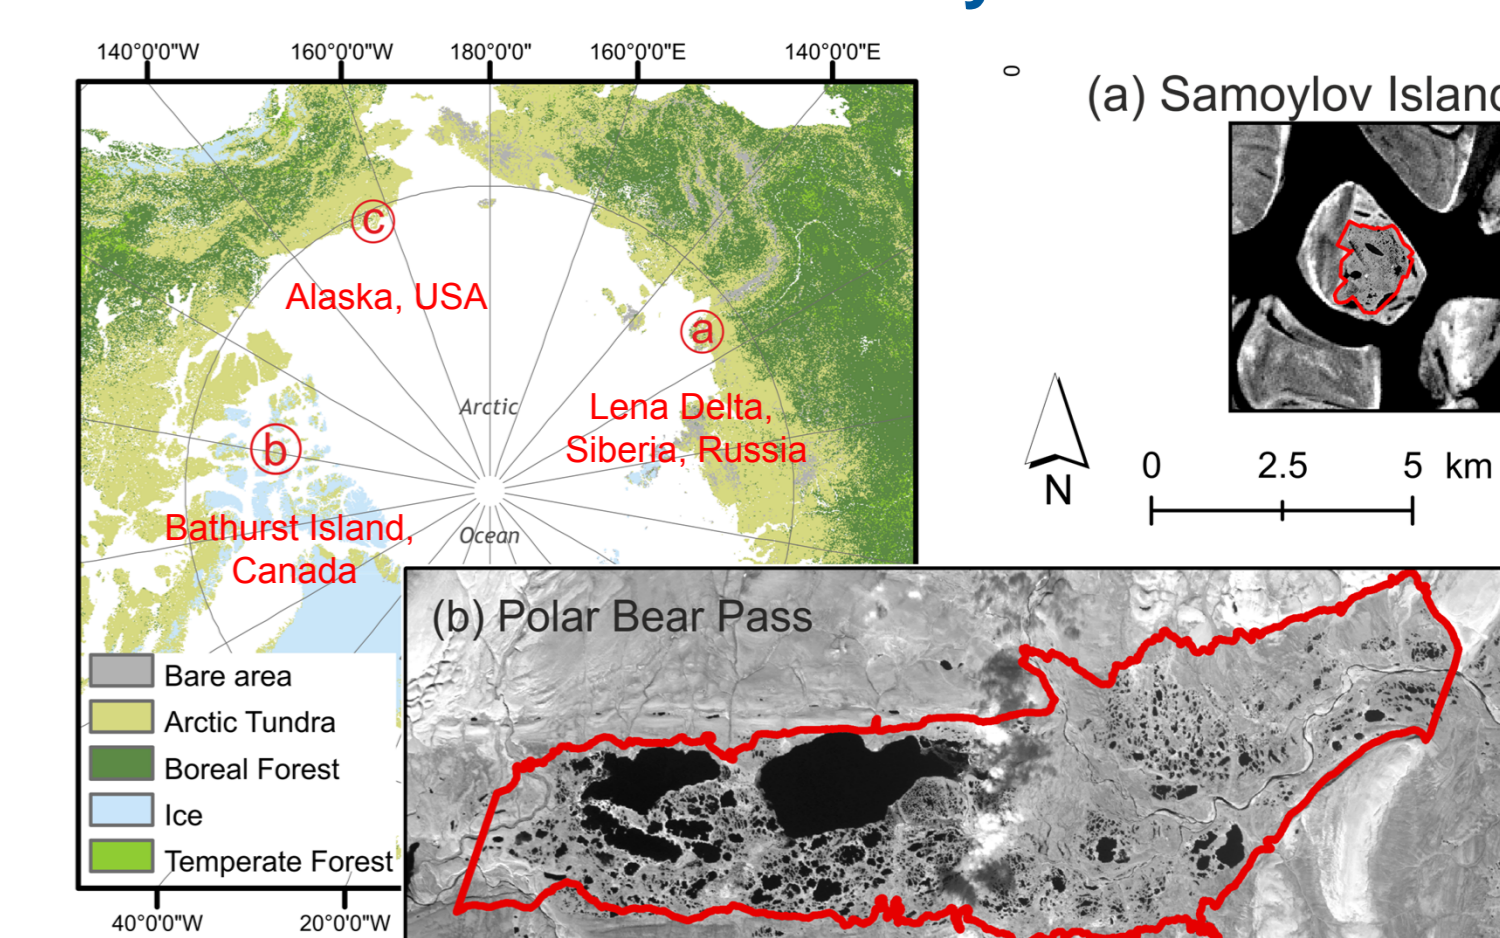 140°0'0"W 160°0'0"W 180°0'0" 160°0'0"E 140°0'0"E
0
(a) Samoylov Island
c
Alaska, USA
a
Arctic
Lena Delta,
Siberia, Russia
b
Bathurst Island,
Canada
Ocean
0 2.5 5 km
N
(b) Polar Bear Pass
Bare area
Arctic Tundra
Boreal Forest
Ice
Temperate Forest
40°0'0"W 20°0'0"W